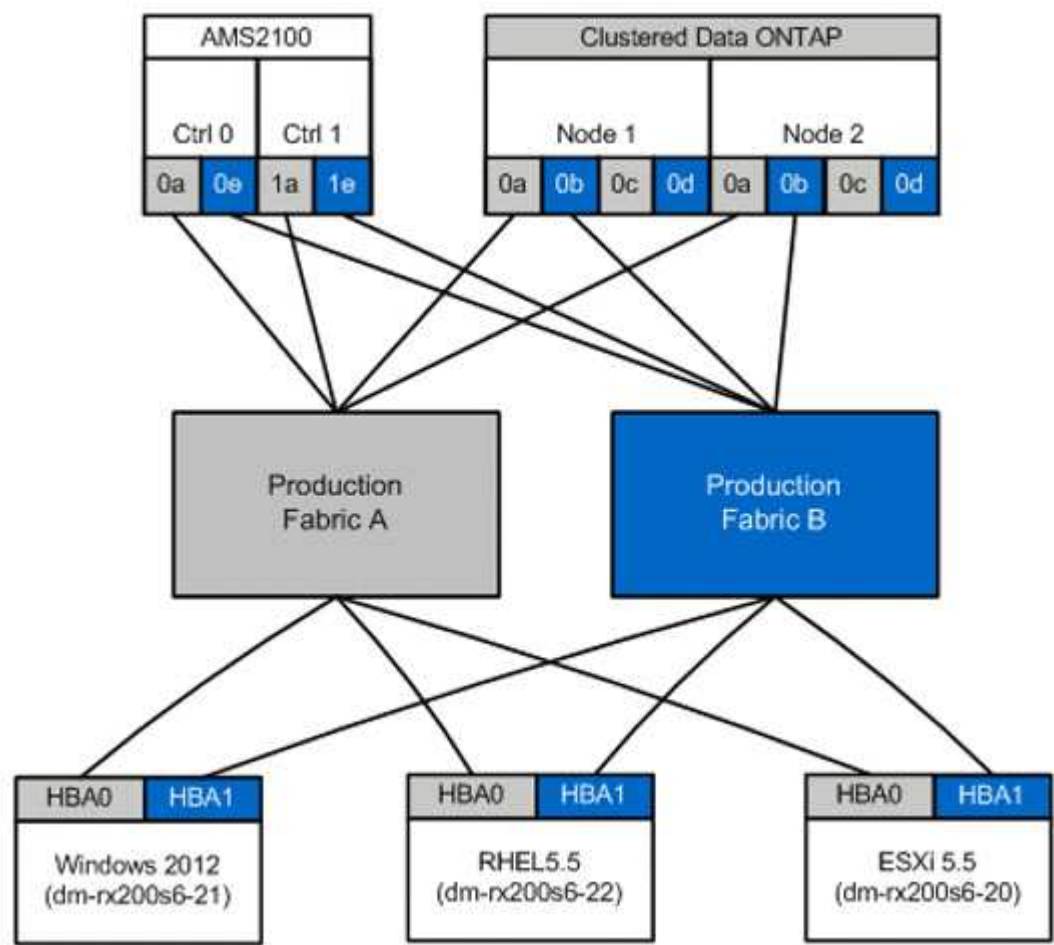 AMS2100
Clustered Data ONTAP
Ctrl 0
Ctrl 1
Node 1
Node 2
0a
0e
1a
1e
0a
0b
0c
0d
0a
0b
0c
0d
Production
Fabric A
Production
Fabric B
HBA0
HBA1
Windows 2012
(dm-rx200s6-21)
HBA0
HBA1
RHEL5.5
(dm-rx200s6-22)
HBA0
HBA1
ESXi 5.5
(dm-rx200s6-20)